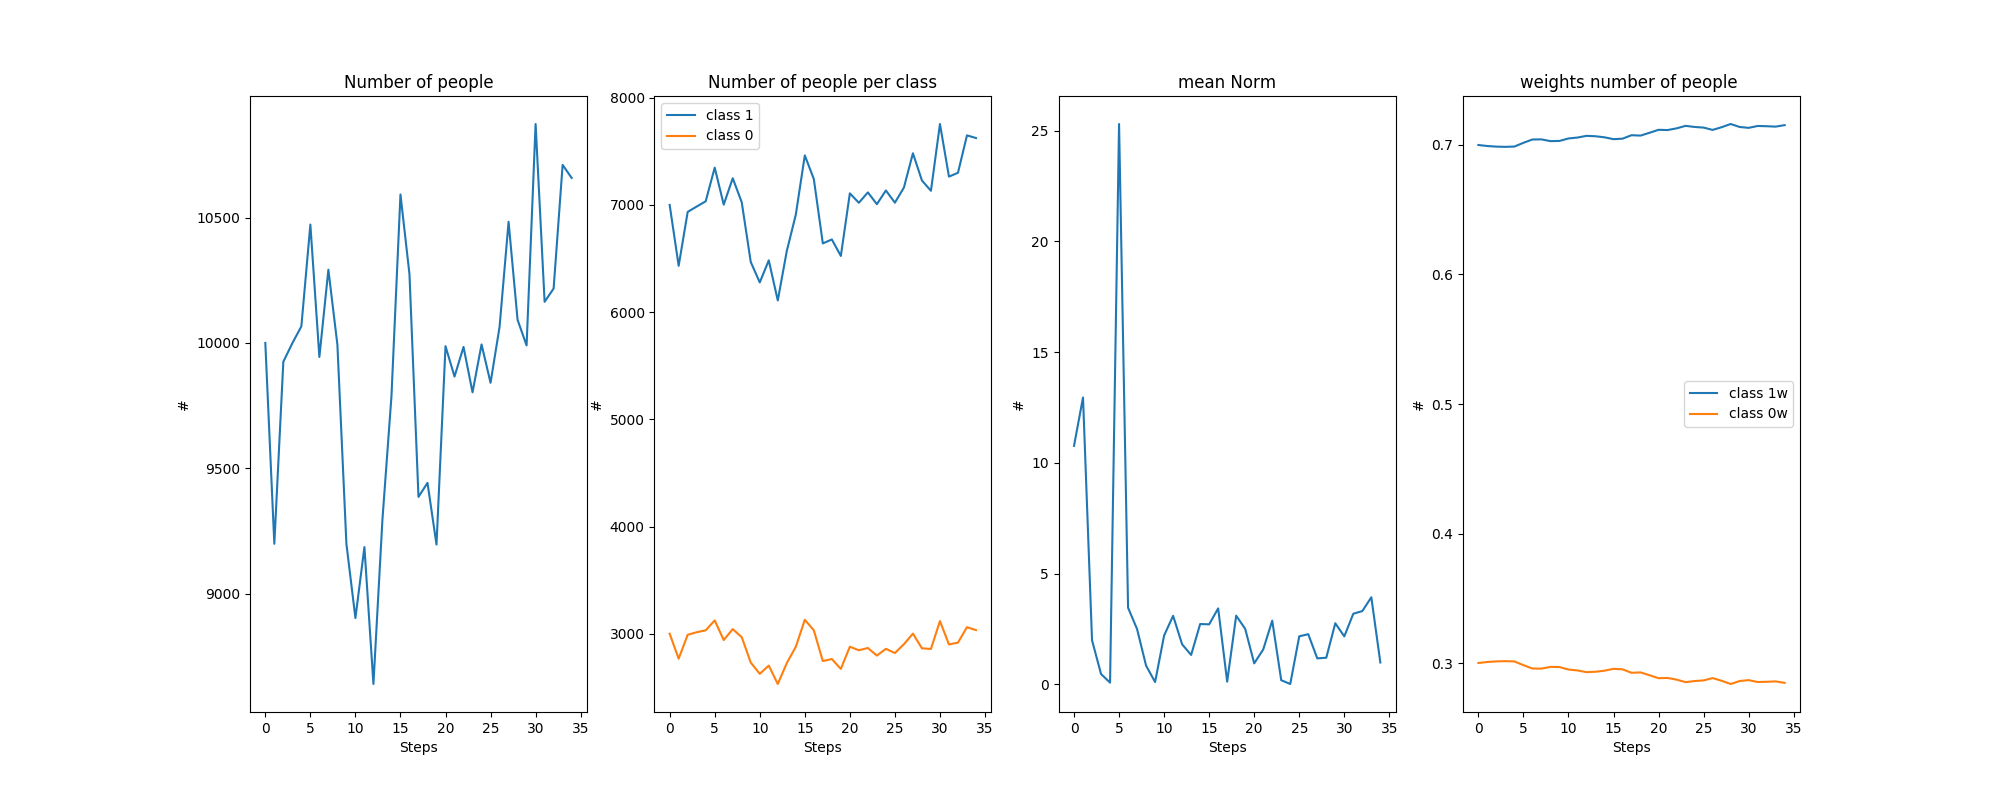 Number of people
10500
10000
9500
9000
#
0 5 10 15 20 25 30 35
Steps
Number of people per class
class 1
class 0
8000
7000
6000
5000
4000
3000
#
0 5 10 15 20 25 30 35
Steps
mean Norm
25
20
15
10
5
0
#
0 5 10 15 20 25 30 35
Steps
weights number of people
0.7
0.6
0.5
0.4
0.3
#
class 1w
class 0w
0 5 10 15 20 25 30 35
Steps